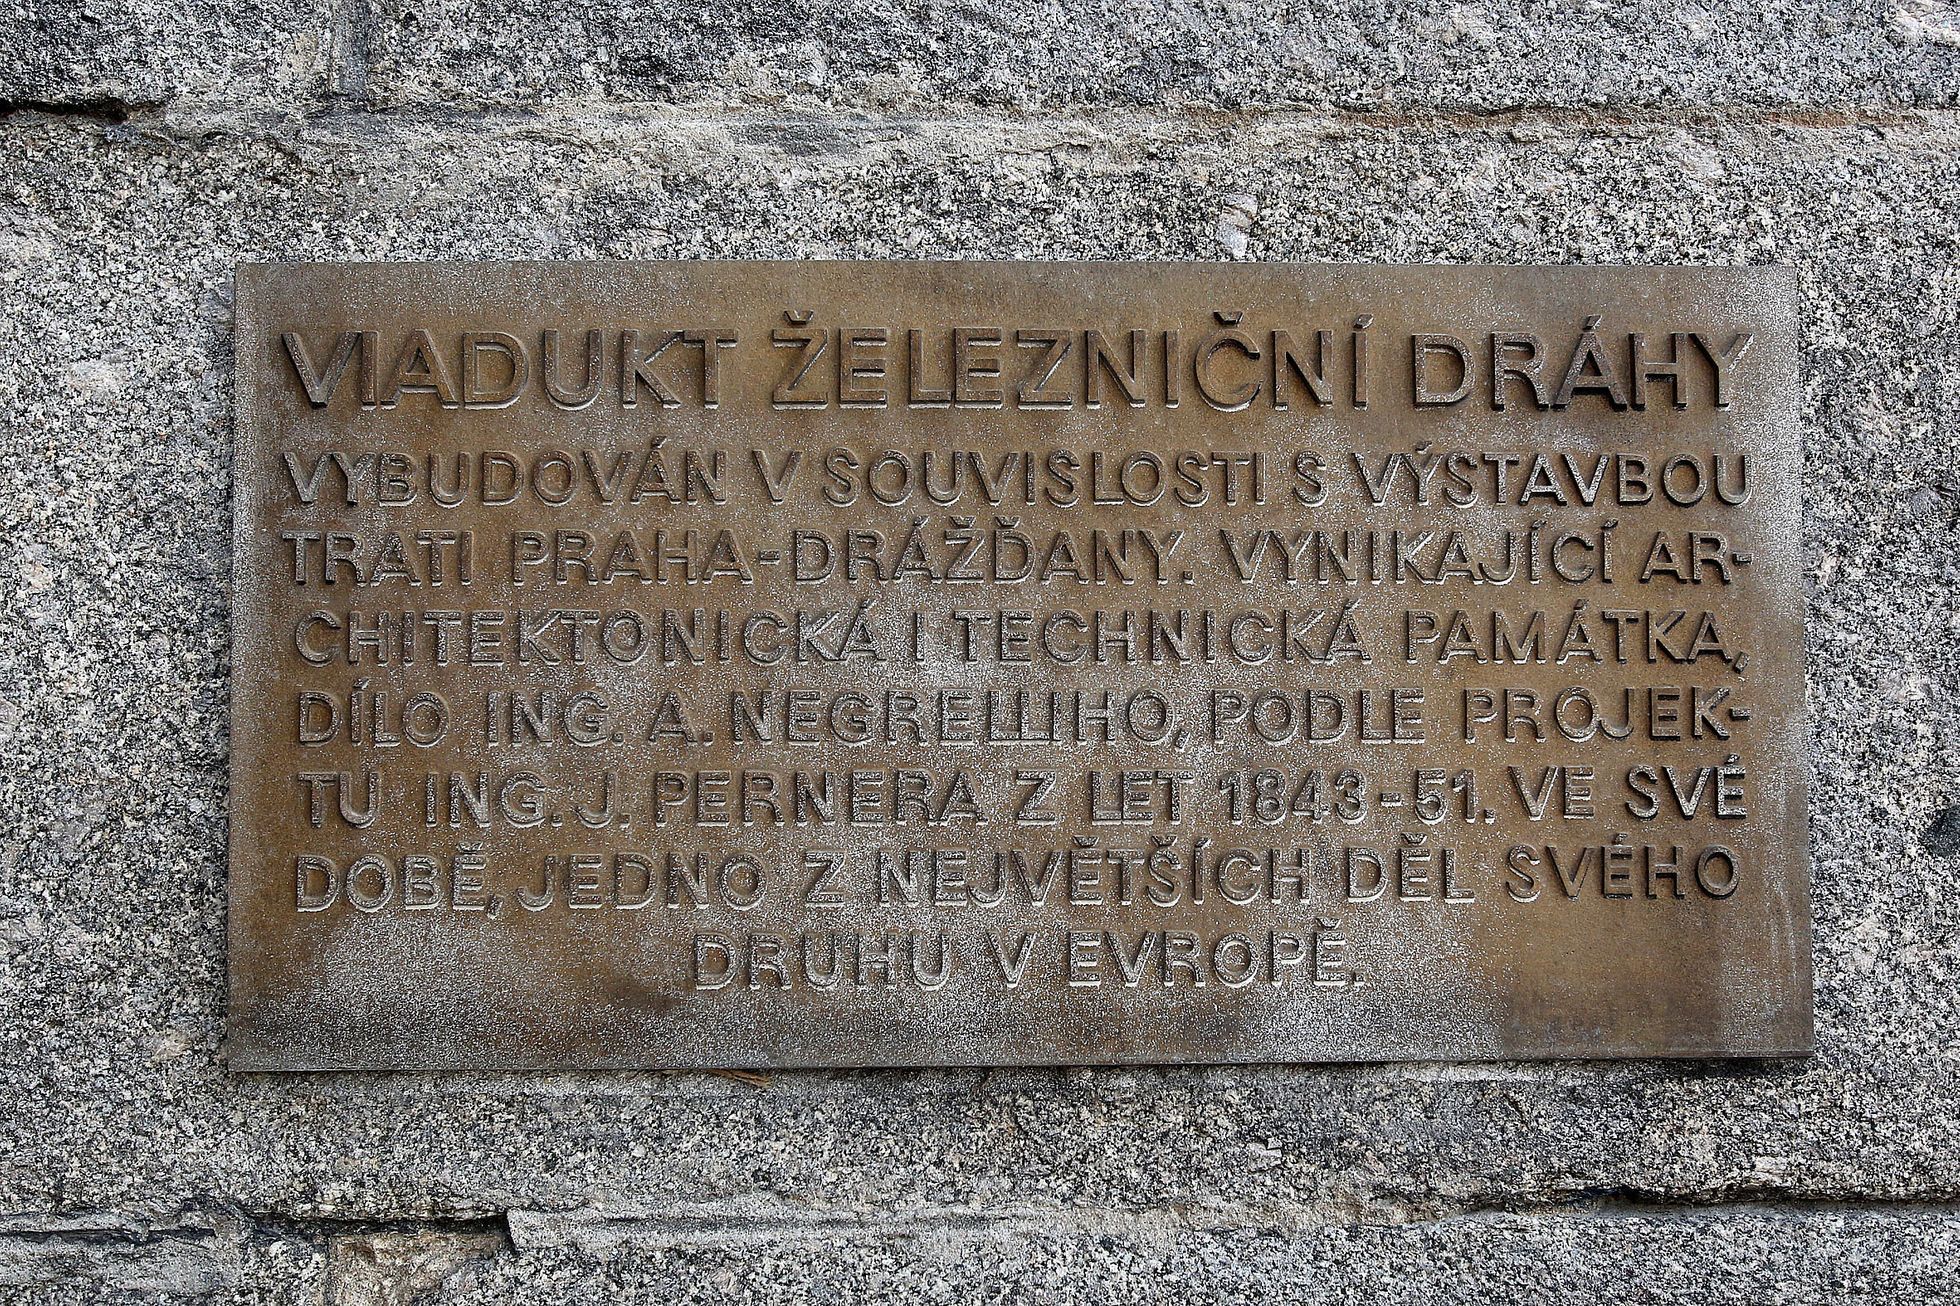 VIADUKT ŽELEZNIČNÍ DRÁHY
VYBUDOVÁN V SOUVISLOSTI S VÝSTAVBOU
TRATI PRAHA-DRÁŽĎANY. VYNIKAJÍCÍ AR-
CHITEKTONICKÁ I TECHNICKÁ PAMÁTKA,
DÍLO ING. A. NEGRELLIHO, PODLE PROJEK-
TU ING. J. PERNERA Z LET 1843-51. VE SVÉ
DOBĚ, JEDNO Z NEJVĚTŠÍCH DĚL SVÉHO
DRUHU V EVROPĚ.